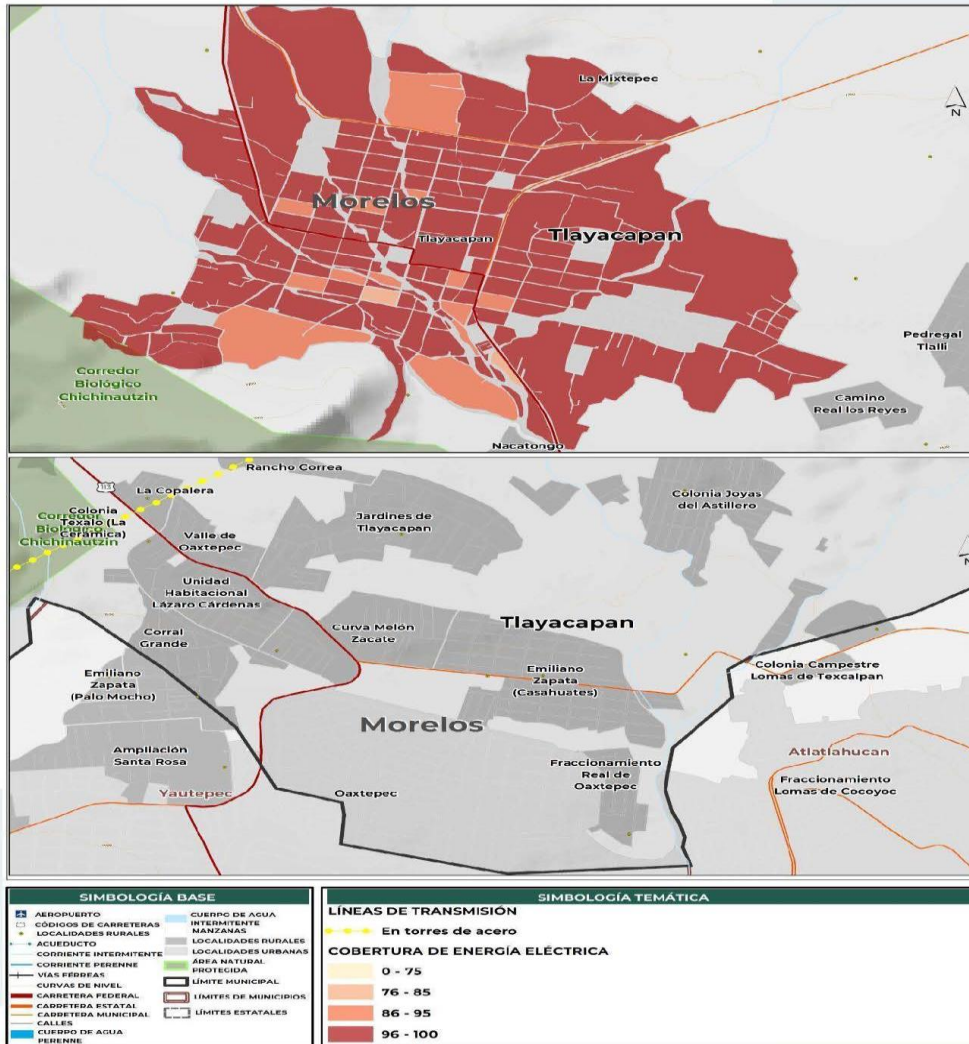 La Mixtepec
N
Morelos
Tlayacapan
Tlayacapan
Pedregal
Tlalli
Corredor
Biológico
Chichinautzin
Camino
Real los Reyes
Nacatongo
Rancho Correa
La Copalera
Colonia
Texalo (La
Cerámica)
Corredor
Biológico
Chichinautzin
Valle de
Oaxtepec
Jardines de
Tlayacapan
Colonia Joyas
del Astillero
N
Unidad
Habitacional
Lázaro Cárdenas
Curva Melón
Zacate
Tlayacapan
Corral
Grande
Emiliano
Zapata
(Palo Mocho)
Emiliano
Zapata
(Casahuates)
Colonia Campestre
Lomas de Texcalpan
Morelos
Ampliación
Santa Rosa
Yautepec
Oaxtepec
Fraccionamiento
Real de
Oaxtepec
Atlatlahucan
Fraccionamiento
Lomas de Cocoyoc
SIMBOLOGÍA BASE
AEROPUERTO
CÓDIGOS DE CARRETERAS
LOCALIDADES RURALES
ACUEDUCTO
CORRIENTE INTERMITENTE
CORRIENTE PERENNE
VÍAS FÉRREAS
CURVAS DE NIVEL
CARRETERA FEDERAL
CARRETERA ESTATAL
CARRETERA MUNICIPAL
CALLES
CUERPO DE AGUA
PERENNE
CUERPO DE AGUA
INTERMITENTE
MANZANAS
LOCALIDADES RURALES
LOCALIDADES URBANAS
ÁREA NATURAL
PROTEGIDA
LÍMITE MUNICIPAL
LÍMITES DE MUNICIPIOS
LÍMITES ESTATALES
SIMBOLOGÍA TEMÁTICA
LÍNEAS DE TRANSMISIÓN
En torres de acero
COBERTURA DE ENERGÍA ELÉCTRICA
0 - 75
76 - 85
86 - 95
96 - 100